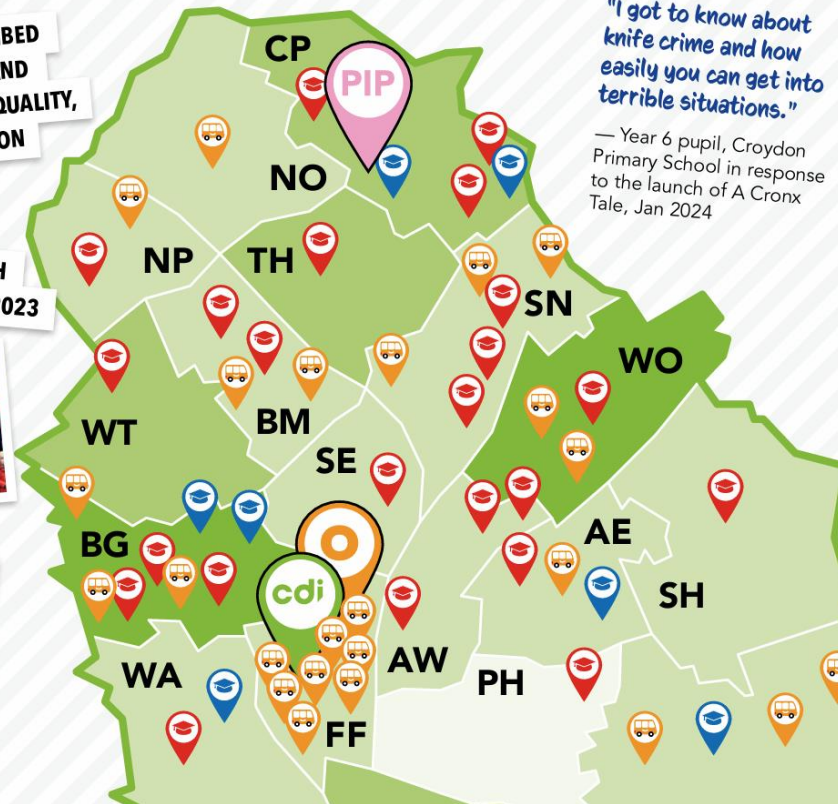 BED
ND
QUALITY,
ON
H
2023
"I got to know about
knife crime and how
easily you can get into
terrible situations."
— Year 6 pupil, Croydon
Primary School in response
to the launch of A Cronx
Tale, Jan 2024
CP
PIP
NO
NP
TH
SN
WO
WT
BM
SE
BG
O
cdi
AE
SH
WA
AW
PH
FF